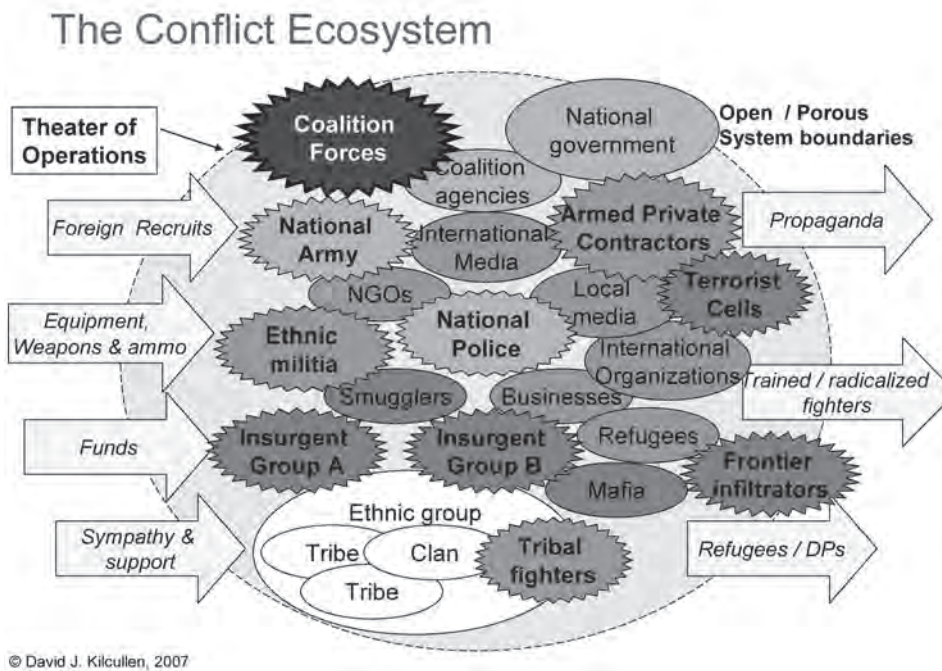 The Conflict Ecosystem
Theater of
Operations
Coalition
Forces
National
government
Open / Porous
System boundaries
Coalition
agencies
Foreign Recruits
National
Army
International
Media
Armed Private
Contractors
Propaganda
NGOs
Local
media
Terrorist
Cells
Equipment,
Weapons & ammo
Ethnic
militia
National
Police
International
Organizations
Trained / radicalized
fighters
Smugglers
Businesses
Funds
Insurgent
Group A
Insurgent
Group B
Refugees
Mafia
Frontier
infiltrators
Sympathy &
support
Ethnic group
Tribe
Clan
Tribe
Tribal
fighters
Refugees / DPs
© David J. Kilcullen, 2007